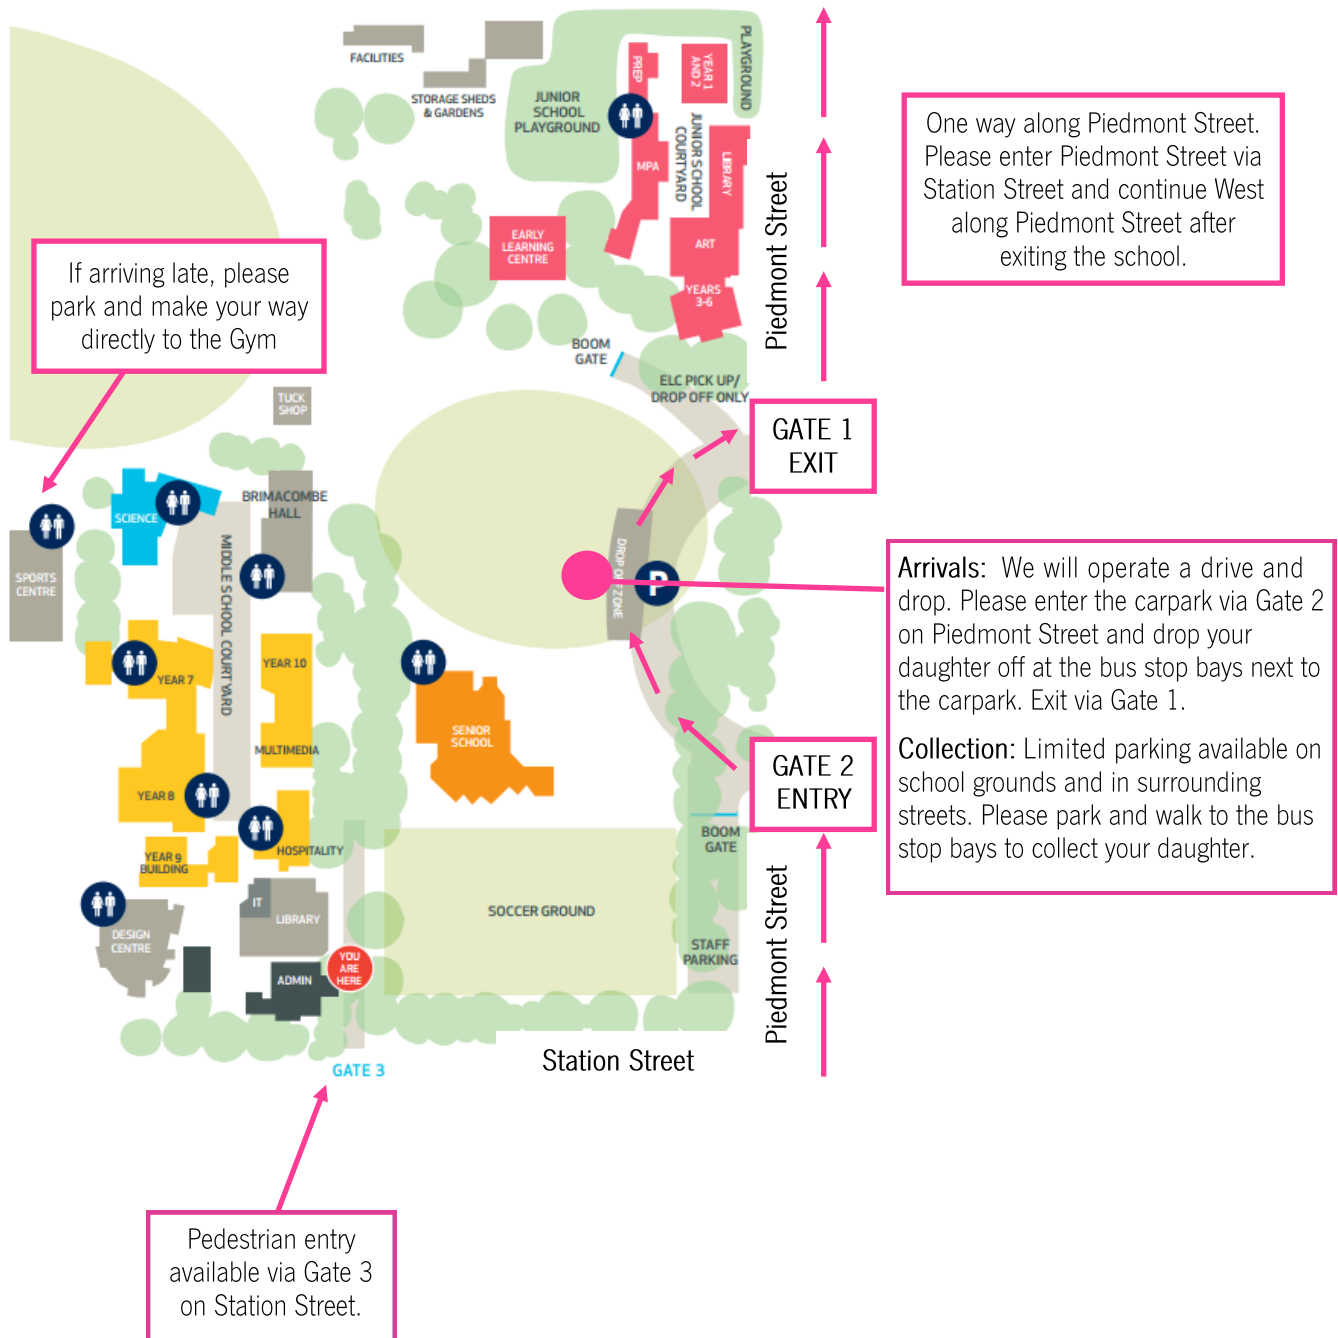 FACILITIES
STORAGE SHEDS
& GARDENS
JUNIOR
SCHOOL
PLAYGROUND
PREP
YEAR 1
AND 2
PLAYGROUND
JUNIOR SCHOOL
COURTYARD
MPA
LIBRARY
EARLY
LEARNING
CENTRE
ART
YEARS
3-6
Piedmont Street
One way along Piedmont Street.
Please enter Piedmont Street via
Station Street and continue West
along Piedmont Street after
exiting the school.
If arriving late, please
park and make your way
directly to the Gym
BOOM
GATE
ELC PICK UP/
DROP OFF ONLY
TUCK
SHOP
GATE 1
EXIT
SCIENCE
BRIMACOMBE
HALL
SPORTS
CENTRE
MIDDLE SCHOOL COURTYARD
DROP OFF ZONE
P
Arrivals: We will operate a drive and
drop. Please enter the carpark via Gate 2
on Piedmont Street and drop your
daughter off at the bus stop bays next to
the carpark. Exit via Gate 1.
Collection: Limited parking available on
school grounds and in surrounding
streets. Please park and walk to the bus
stop bays to collect your daughter.
YEAR 7
YEAR 10
MULTIMEDIA
SENIOR
SCHOOL
GATE 2
ENTRY
YEAR 8
BOOM
GATE
HOSPITALITY
YEAR 9
BUILDING
IT
LIBRARY
SOCCER GROUND
DESIGN
CENTRE
STAFF
PARKING
Piedmont Street
YOU
ARE
HERE
ADMIN
Station Street
GATE 3
Pedestrian entry
available via Gate 3
on Station Street.